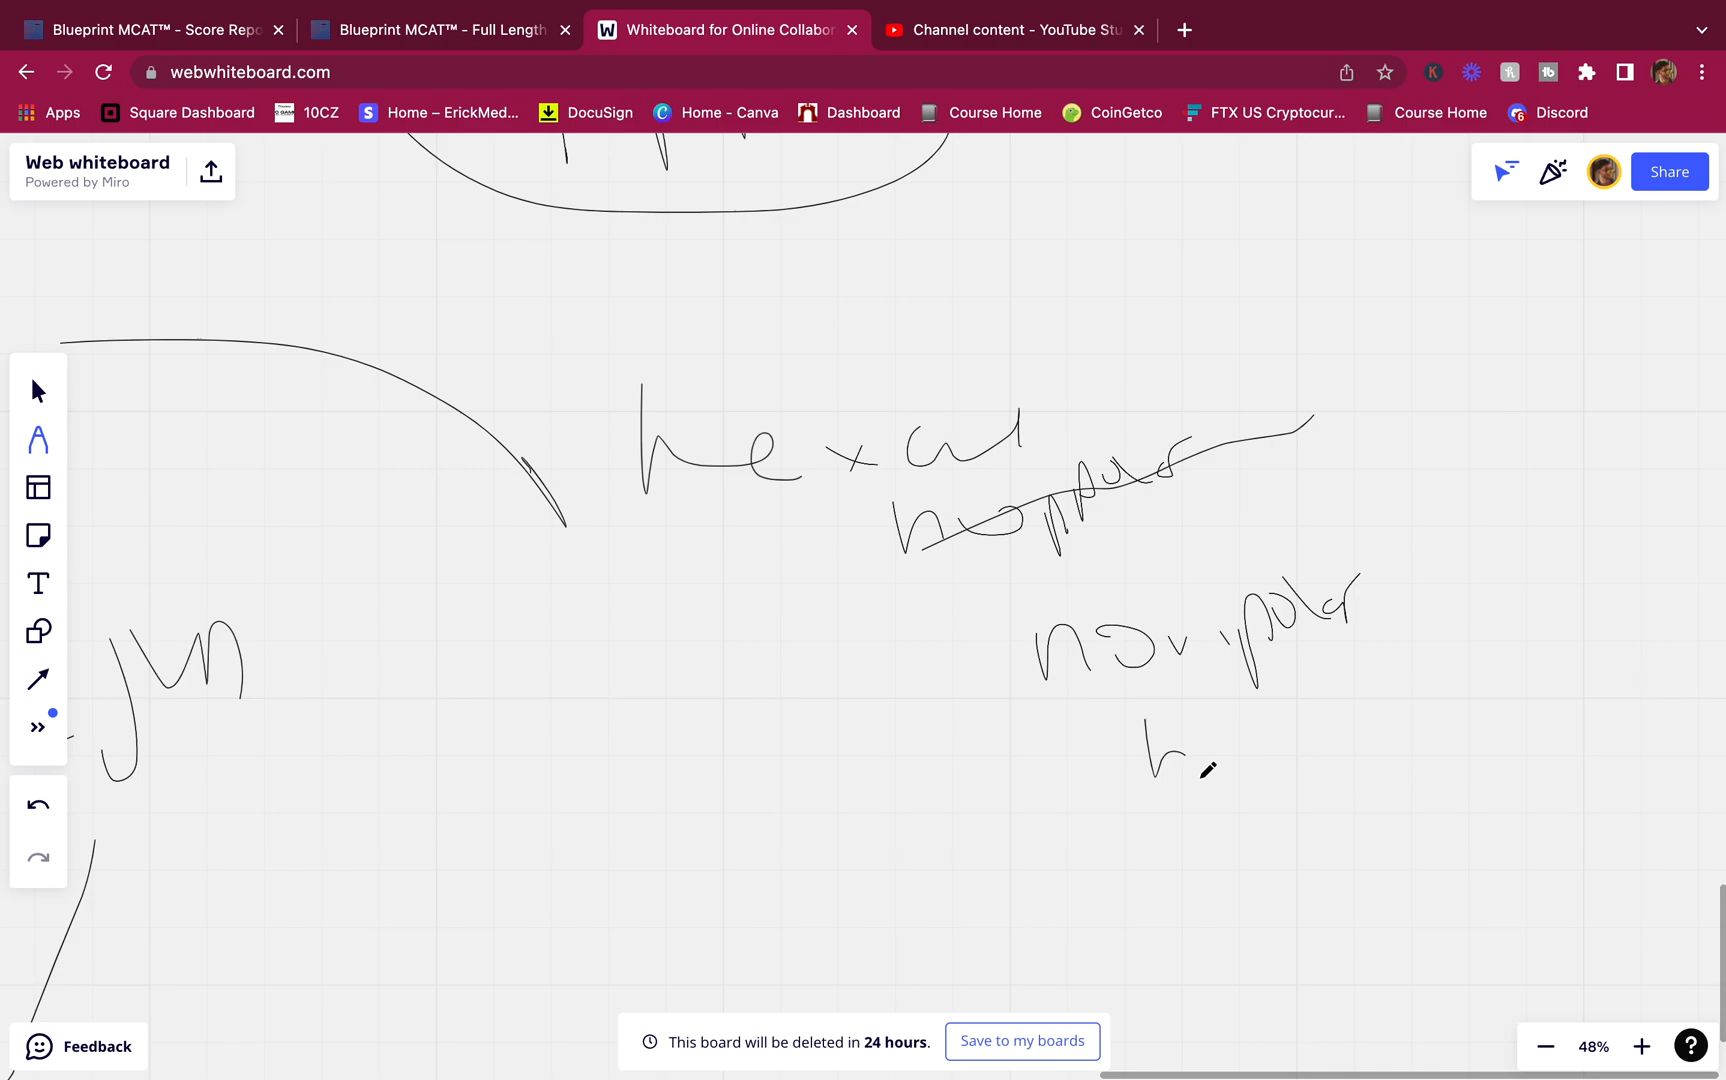 Blueprint MCAT™ - Score Repo
Blueprint MCAT™ - Full Length
Whiteboard for Online Collabor
Channel content - YouTube Stu
webwhiteboard.com
Apps
Square Dashboard
10CZ
Home – ErickMed...
DocuSign
Home - Canva
Dashboard
Course Home
CoinGetco
FTX US Cryptocur...
Course Home
Discord
Web whiteboard
Powered by Miro
Share
nonpolar
Feedback
This board will be deleted in 24 hours.
Save to my boards
48%